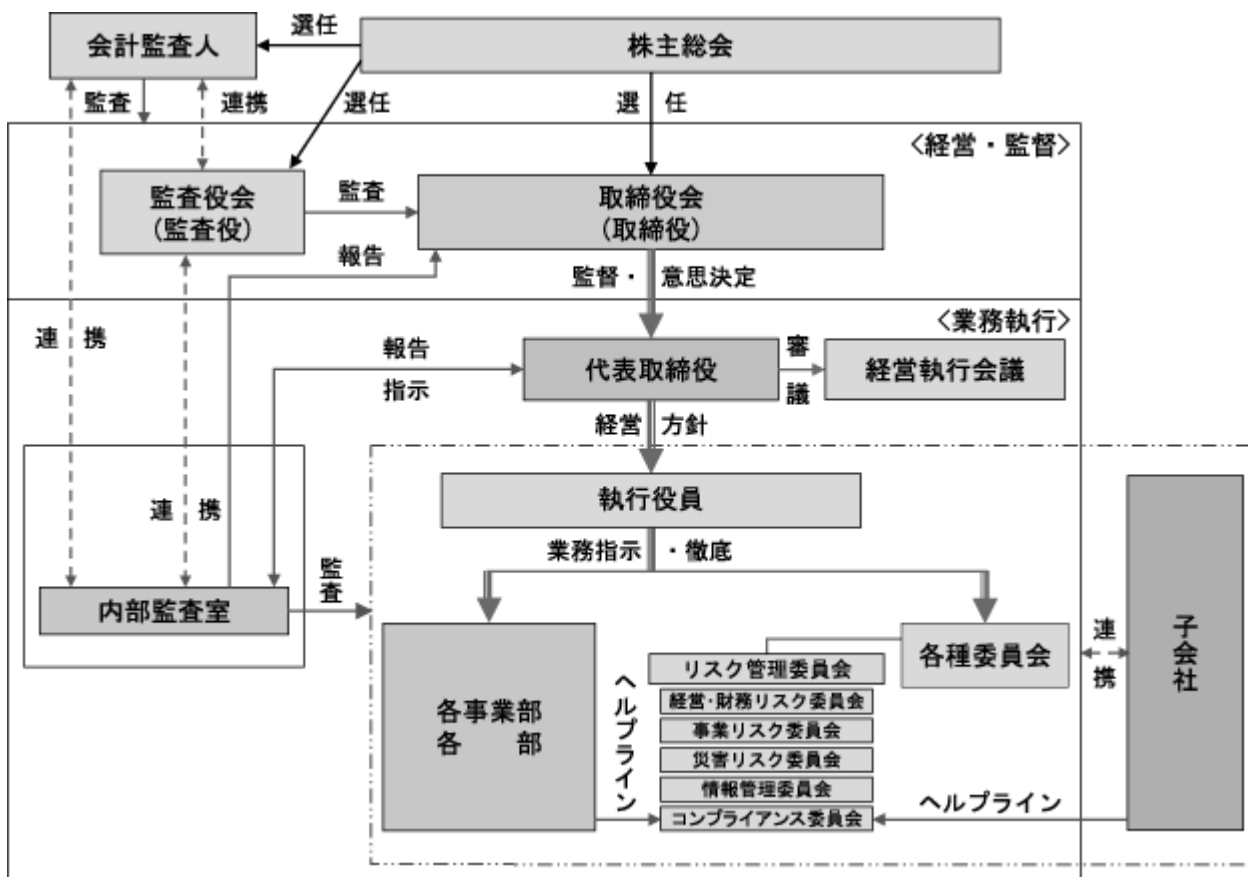 会計監査人
選任
株主総会
監査
連携
選任
選 任
<経営・監督>
監査役会
(監査役)
監査
取締役会
(取締役)
報告
監督・ 意思決定
<業務執行>
連 携
報告
指示
代表取締役
審
議
経営執行会議
経営 方針
連 携
執行役員
業務指示 ・徹底
監
査
内部監査室
各事業部
各 部
ヘルプライン
リスク管理委員会
経営・財務リスク委員会
事業リスク委員会
災害リスク委員会
情報管理委員会
コンプライアンス委員会
各種委員会
連
携
子会社
ヘルプライン